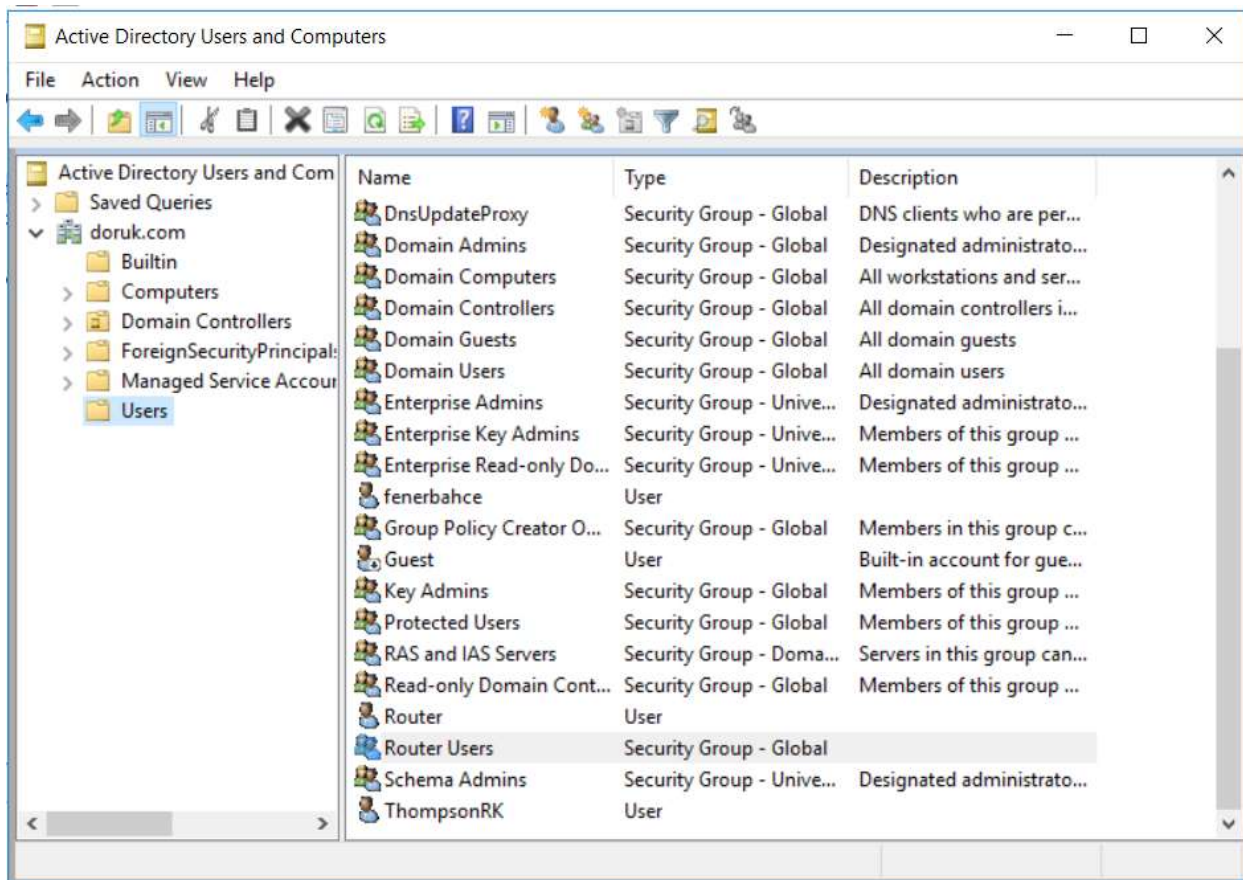 Active Directory Users and Computers
File Action View Help
Active Directory Users and Com
Saved Queries
doruk.com
Builtin
Computers
Domain Controllers
ForeignSecurityPrincipals
Managed Service Accour
Users
Name Type Description
DnsUpdateProxy Security Group - Global DNS clients who are per...
Domain Admins Security Group - Global Designated administrato...
Domain Computers Security Group - Global All workstations and ser...
Domain Controllers Security Group - Global All domain controllers i...
Domain Guests Security Group - Global All domain guests
Domain Users Security Group - Global All domain users
Enterprise Admins Security Group - Unive... Designated administrato...
Enterprise Key Admins Security Group - Unive... Members of this group ...
Enterprise Read-only Do... Security Group - Unive... Members of this group ...
fenerbahce User
Group Policy Creator O... Security Group - Global Members in this group c...
Guest User Built-in account for gue...
Key Admins Security Group - Global Members of this group ...
Protected Users Security Group - Global Members of this group ...
RAS and IAS Servers Security Group - Doma... Servers in this group can...
Read-only Domain Cont... Security Group - Global Members of this group ...
Router User
Router Users Security Group - Global
Schema Admins Security Group - Unive... Designated administrato...
ThompsonRK User